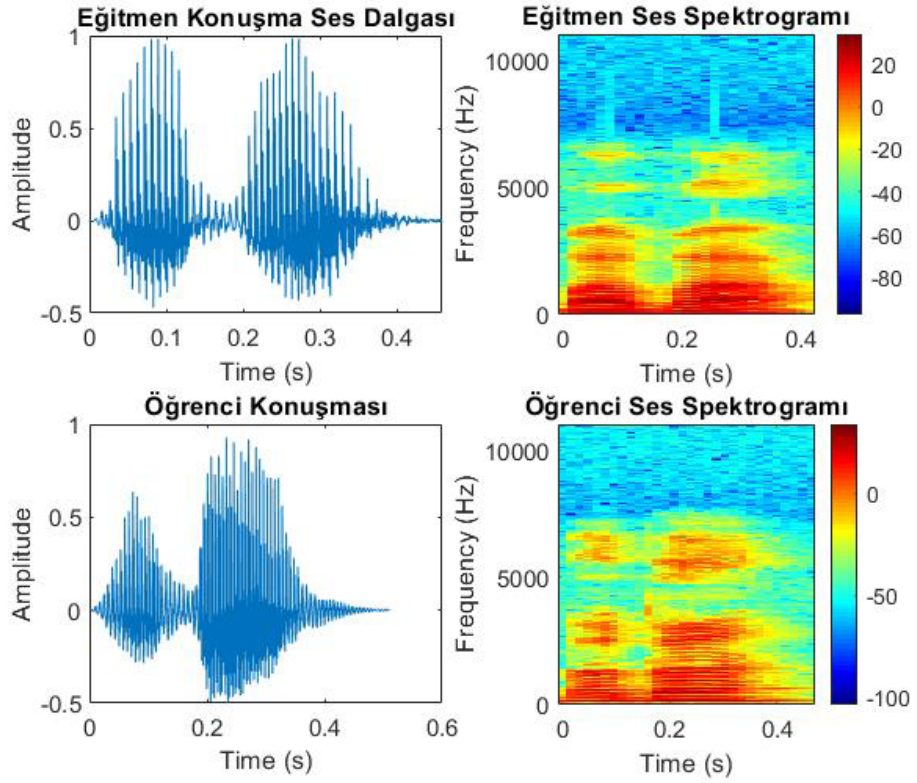 Eğitmen Konuşma Ses Dalgası
1
0.5
0
-0.5
Amplitude
0 0.1 0.2 0.3 0.4
Time (s)
Eğitmen Ses Spektrogramı
10000
5000
0
Frequency (Hz)
0 0.2 0.4
Time (s)
20
0
-20
-40
-60
-80
Öğrenci Konuşması
1
0.5
0
-0.5
Amplitude
0 0.2 0.4 0.6
Time (s)
Öğrenci Ses Spektrogramı
10000
5000
0
Frequency (Hz)
0 0.2 0.4
Time (s)
0
-50
-100